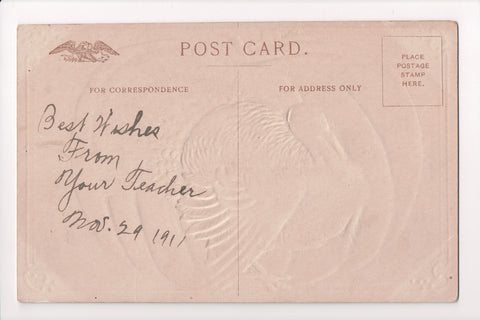 POST CARD.
PLACE
POSTAGE
STAMP
HERE.
FOR CORRESPONDENCE
FOR ADDRESS ONLY
Best Wishes
From
Your Teacher
Nov. 29 1911